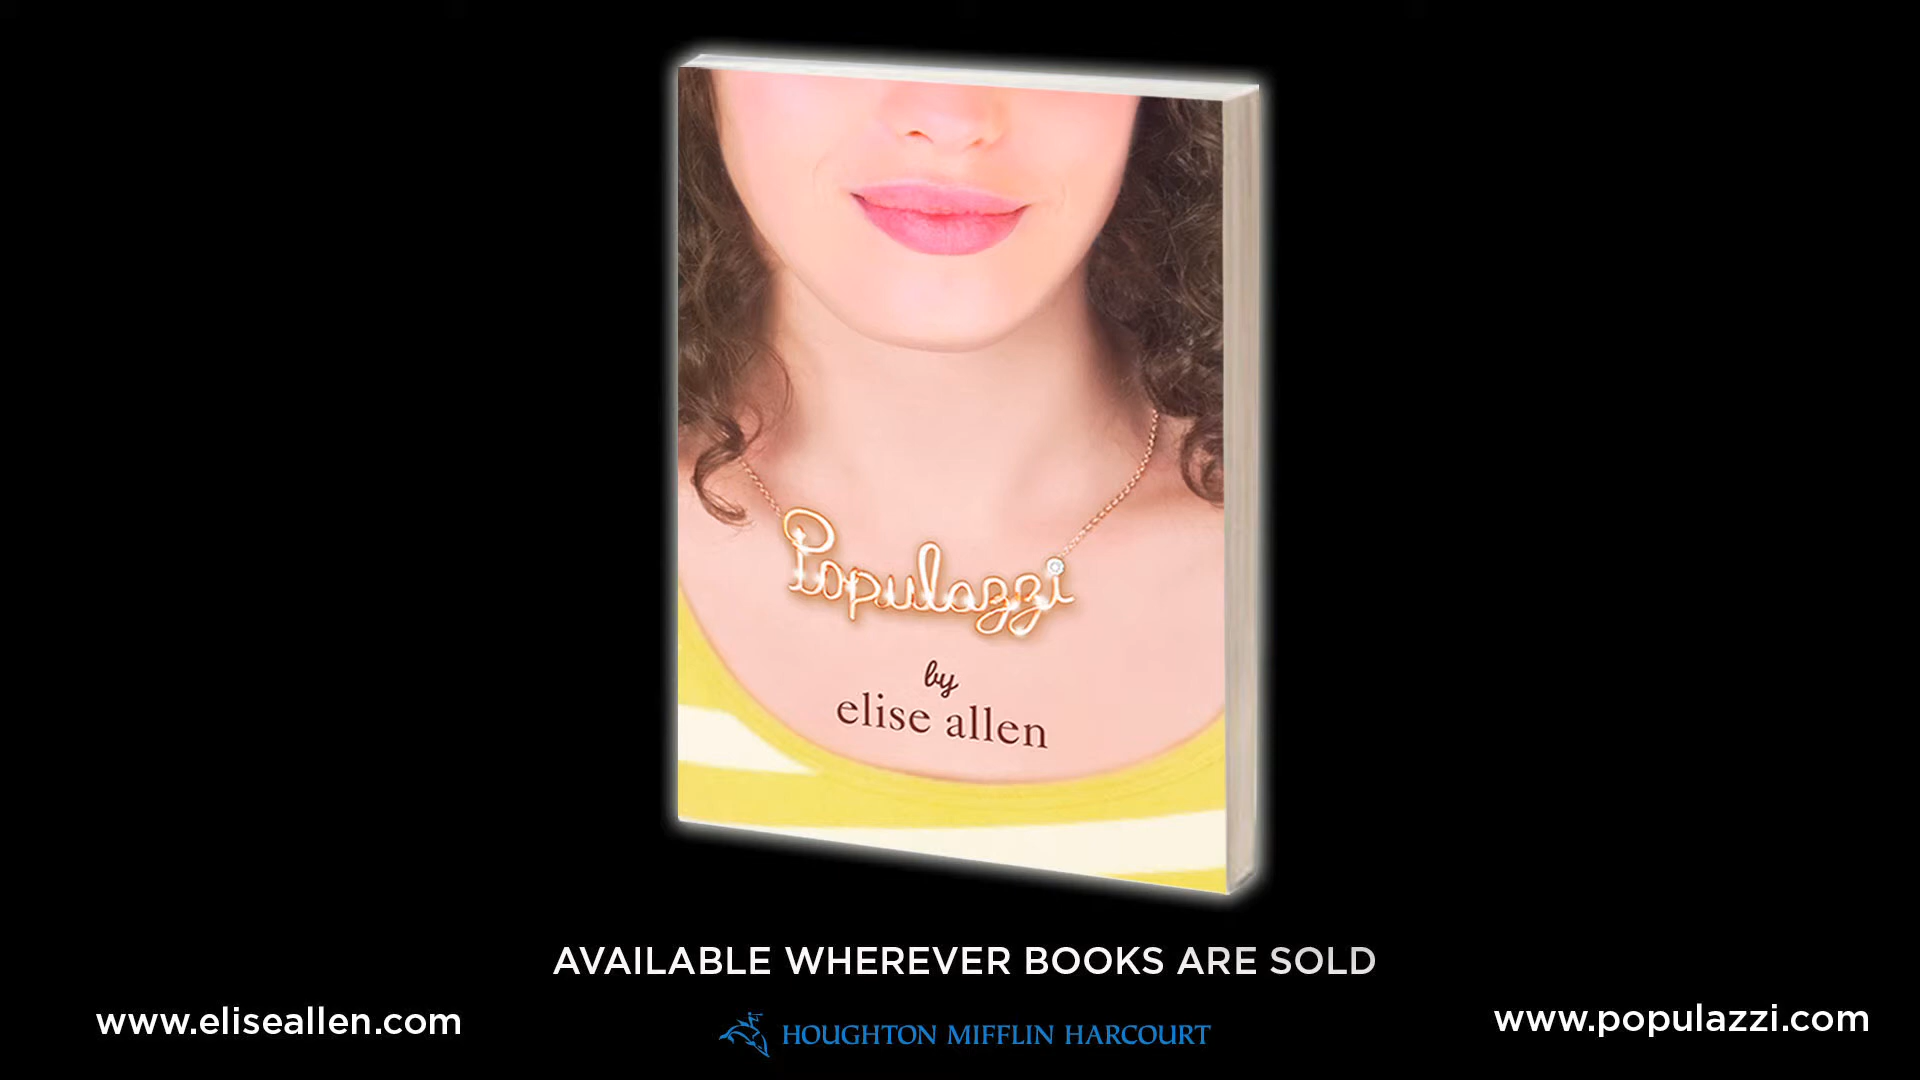 Populazzi
by
elise allen
AVAILABLE WHEREVER BOOKS ARE SOLD
www.eliseallen.com
HOUGHTON MIFFLIN HARCOURT
www.populazzi.com